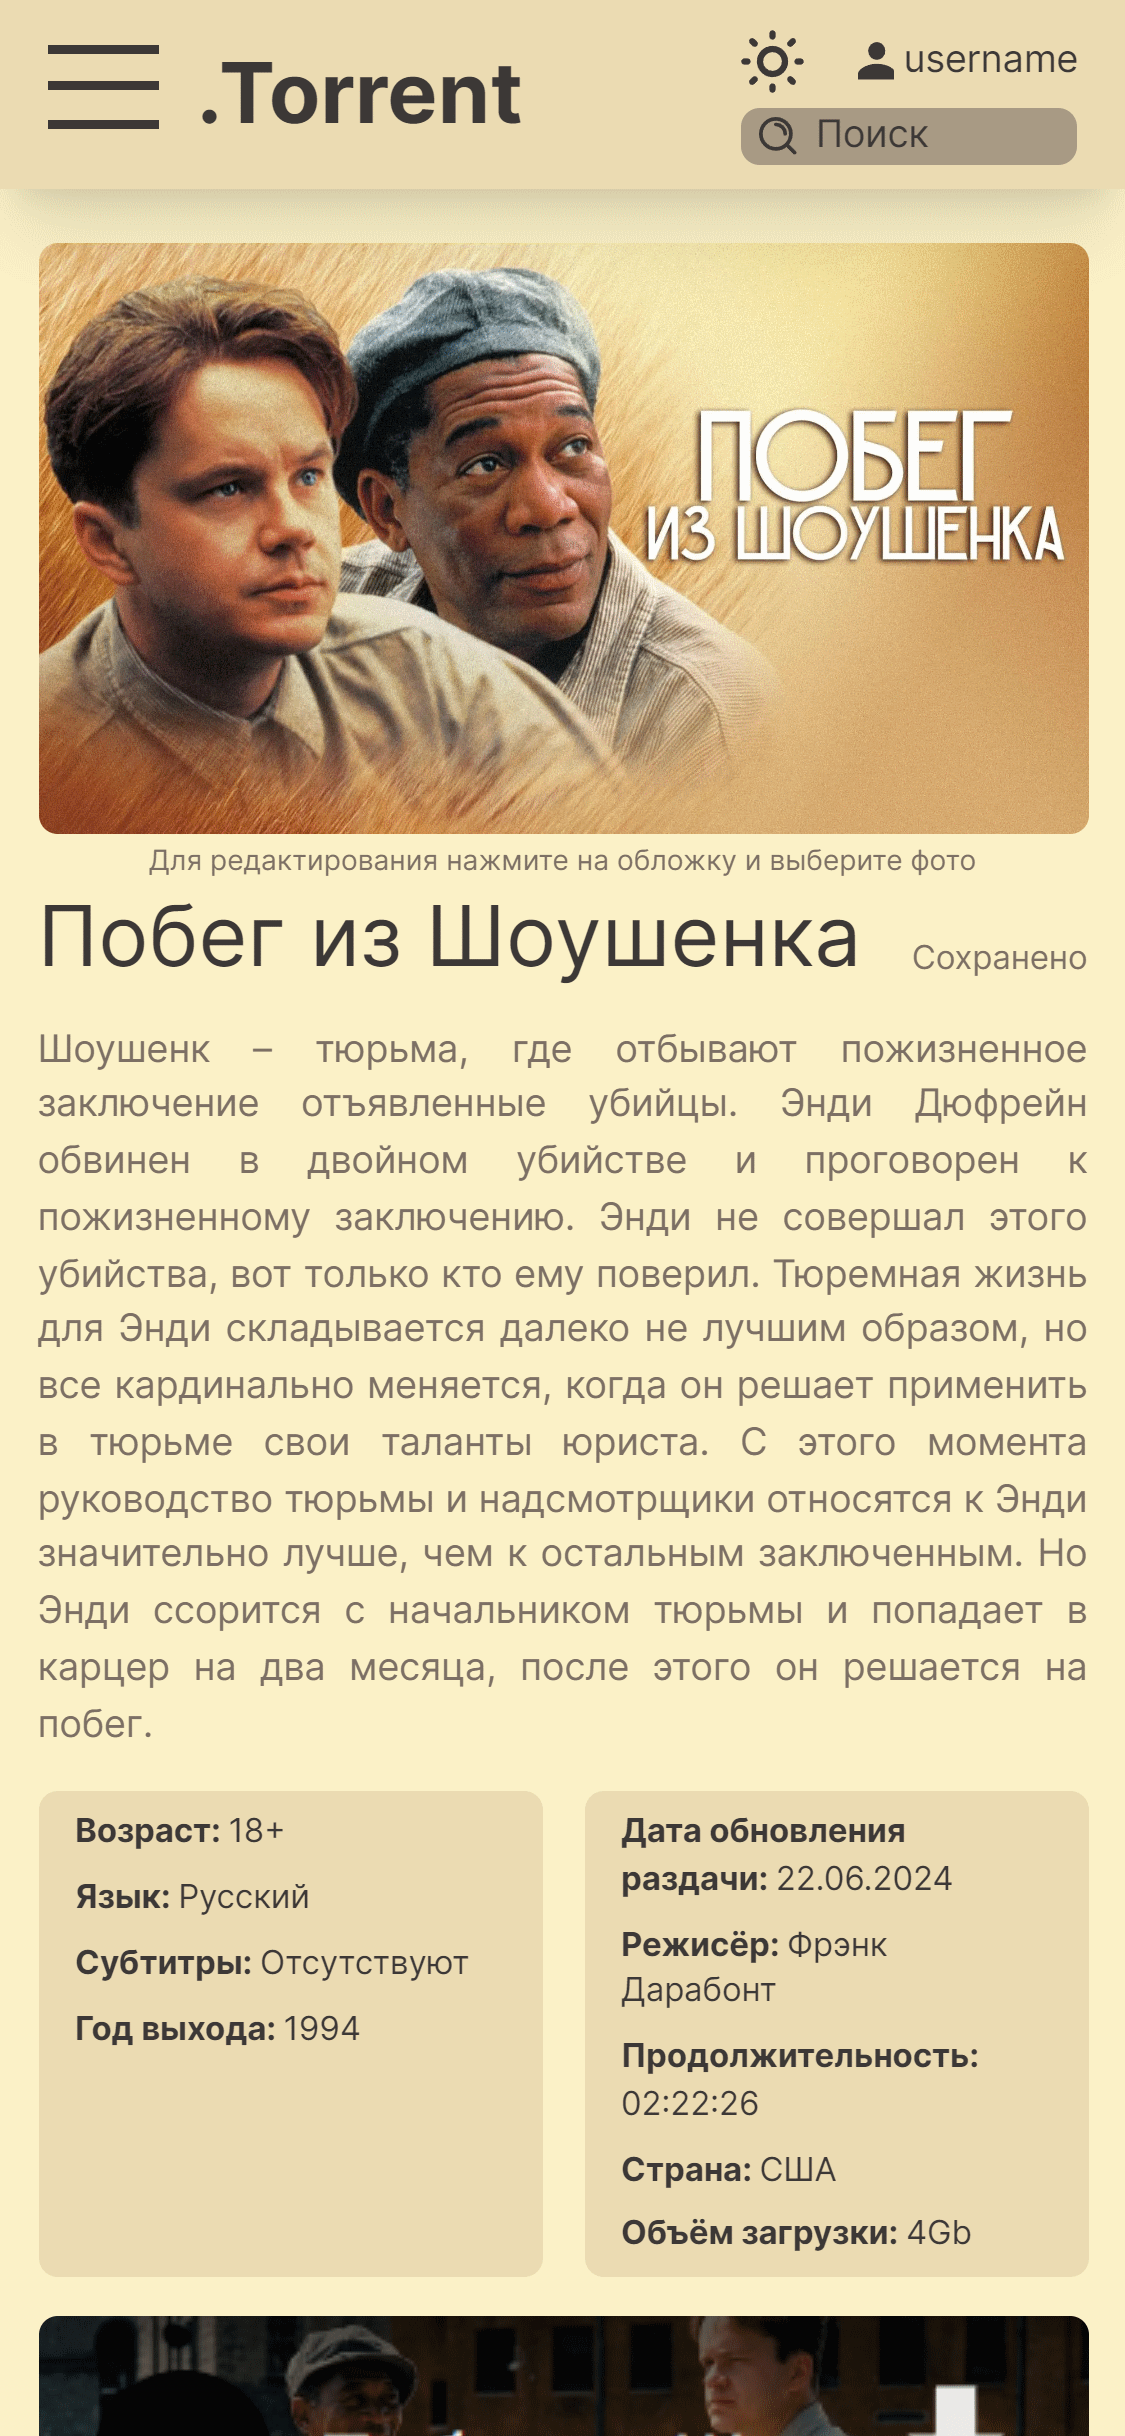 .Torrent
username
Поиск
ПОБЕГ
ИЗ ШОУШЕНКА
Для редактирования нажмите на обложку и выберите фото
Побег из Шоушенка
Сохранено
Шоушенк – тюрьма, где отбывают пожизненное
заключение отъявленные убийцы. Энди Дюфрейн
обвинен в двойном убийстве и проговорен к
пожизненному заключению. Энди не совершал этого
убийства, вот только кто ему поверил. Тюремная жизнь
для Энди складывается далеко не лучшим образом, но
все кардинально меняется, когда он решает применить
в тюрьме свои таланты юриста. С этого момента
руководство тюрьмы и надсмотрщики относятся к Энди
значительно лучше, чем к остальным заключенным. Но
Энди ссорится с начальником тюрьмы и попадает в
карцер на два месяца, после этого он решается на
побег.
Возраст: 18+
Язык: Русский
Субтитры: Отсутствуют
Год выхода: 1994
Дата обновления
раздачи: 22.06.2024
Режисёр: Фрэнк
Дарабонт
Продолжительность:
02:22:26
Страна: США
Объём загрузки: 4Gb